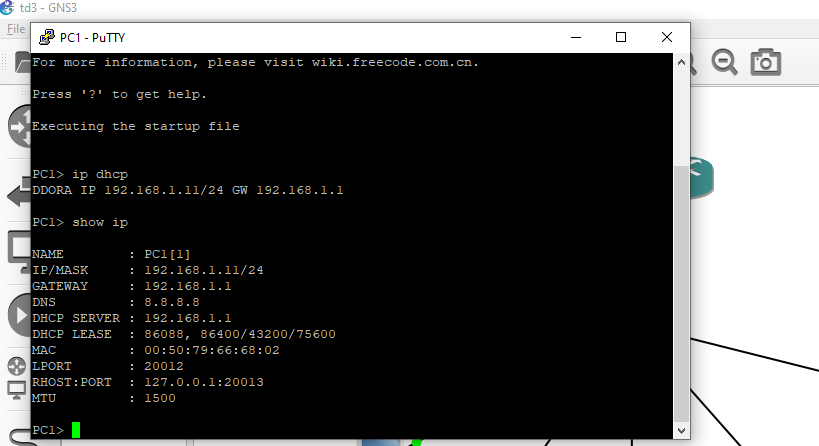 td3 - GNS3
File
PC1 - PuTTY
For more information, please visit wiki.freecode.com.cn.
Press '?' to get help.
Executing the startup file
PC1> ip dhcp
DDORA IP 192.168.1.11/24 GW 192.168.1.1
PC1> show ip
NAME        : PC1[1]
IP/MASK     : 192.168.1.11/24
GATEWAY     : 192.168.1.1
DNS         : 8.8.8.8
DHCP SERVER : 192.168.1.1
DHCP LEASE  : 86088, 86400/43200/75600
MAC         : 00:50:79:66:68:02
LPORT       : 20012
RHOST:PORT  : 127.0.0.1:20013
MTU         : 1500
PC1>